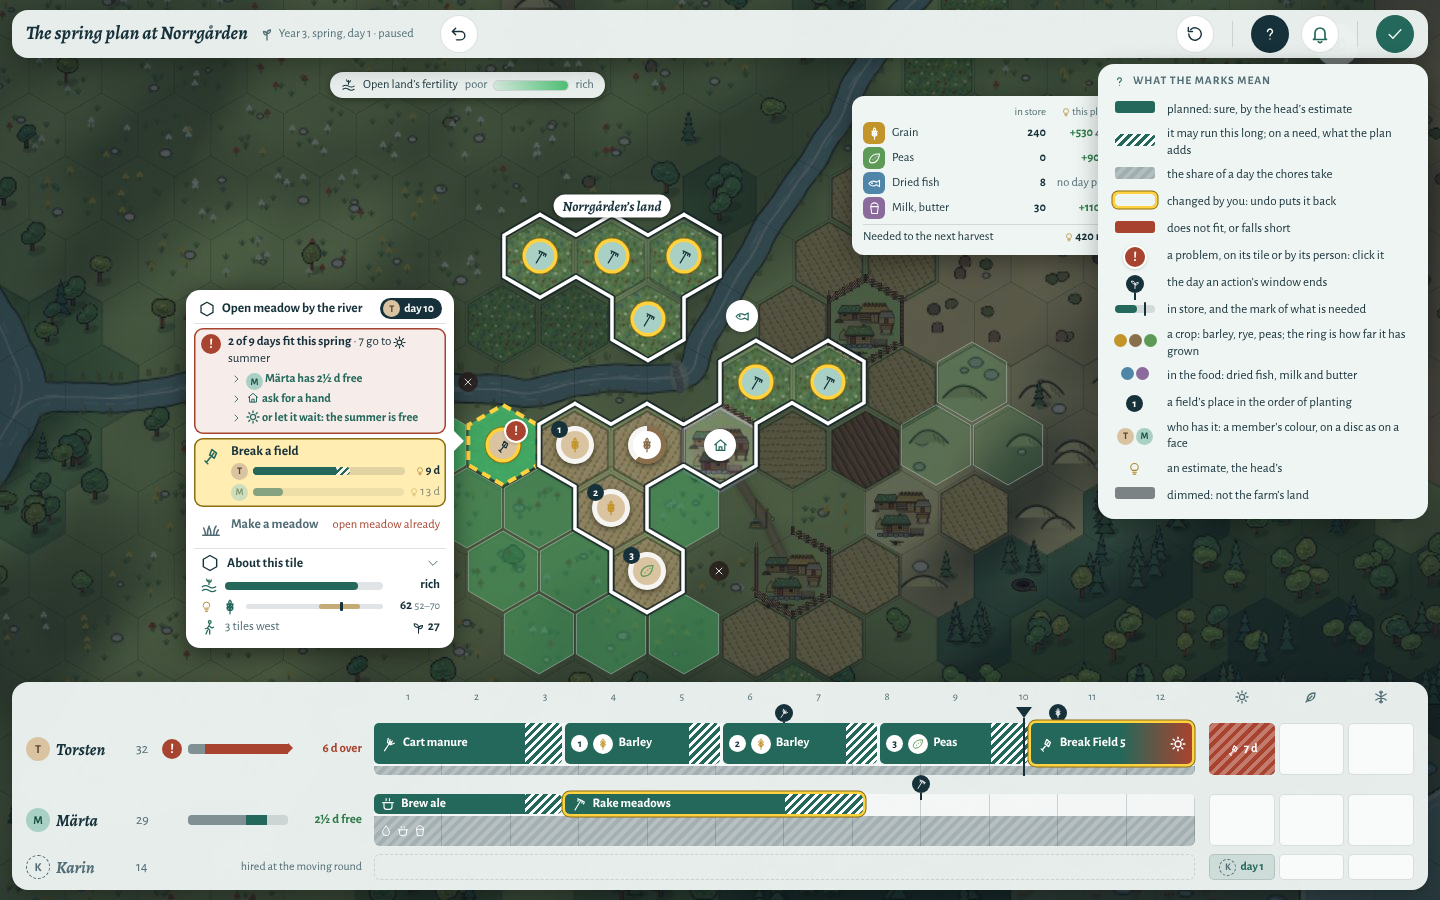 The spring plan at Norrgården
Year 3, spring, day 1 · paused
?
Open land's fertility poor rich
in store this pl
Grain 240 +530
Peas 0 +90
Dried fish 8 no day p
Milk, butter 30 +110
Needed to the next harvest 420
? WHAT THE MARKS MEAN
planned: sure, by the head's estimate
it may run this long; on a need, what the plan
adds
the share of a day the chores take
changed by you: undo puts it back
does not fit, or falls short
! a problem, on its tile or by its person: click it
the day an action's window ends
in store, and the mark of what is needed
a crop: barley, rye, peas; the ring is how far it has
grown
in the food: dried fish, milk and butter
1 a field's place in the order of planting
T M who has it: a member's colour, on a disc as on a
face
an estimate, the head's
dimmed: not the farm's land
Norrgården's land
Open meadow by the river T day 10
! 2 of 9 days fit this spring · 7 go to
summer
M Märta has 2½ d free
ask for a hand
or let it wait: the summer is free
Break a field
T 9 d
M 13 d
Make a meadow open meadow already
About this tile
rich
62 52–70
3 tiles west 27
!
1
2
3
1 2 3 4 5 6 7 8 9 10 11 12
T Torsten 32 ! 6 d over Cart manure 1 Barley 2 Barley 3 Peas Break Field 5 7 d
M Märta 29 2½ d free Brew ale Rake meadows
K Karin 14 hired at the moving round K day 1